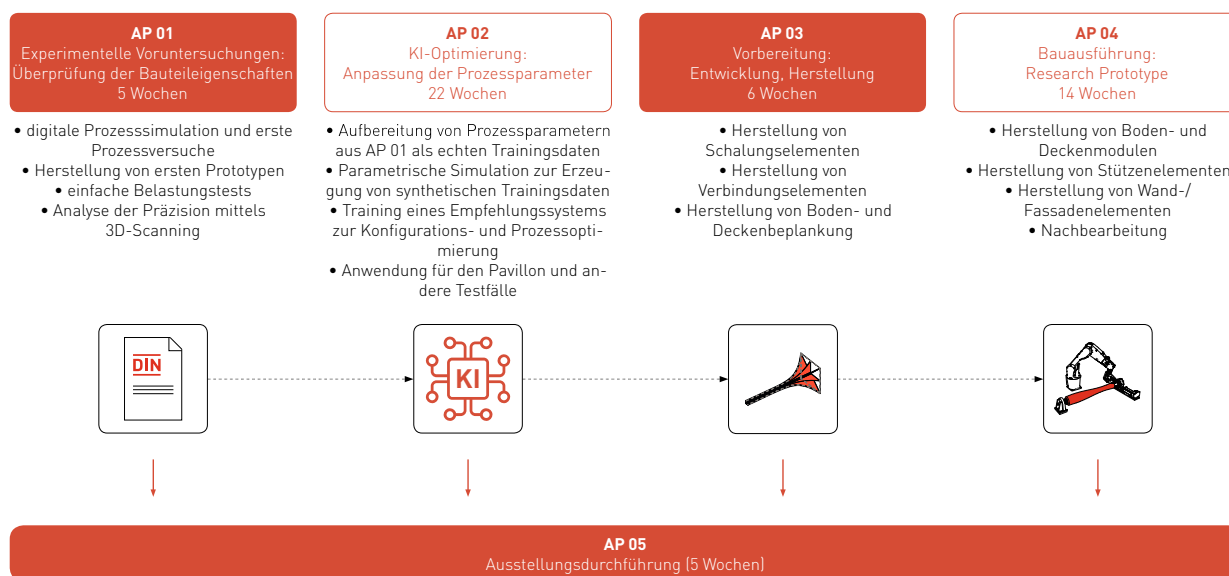 AP 01
Experimentelle Voruntersuchungen:
Überprüfung der Bauteileigenschaften
5 Wochen
• digitale Prozesssimulation und erste
Prozessversuche
• Herstellung von ersten Prototypen
• einfache Belastungstests
• Analyse der Präzision mittels
3D-Scanning
AP 02
KI-Optimierung:
Anpassung der Prozessparameter
22 Wochen
• Aufbereitung von Prozessparametern
aus AP 01 als echten Trainingsdaten
• Parametrische Simulation zur Erzeu-
gung von synthetischen Trainingsdaten
• Training eines Empfehlungssystems
zur Konfigurations- und Prozessopti-
mierung
• Anwendung für den Pavillon und an-
dere Testfälle
AP 03
Vorbereitung:
Entwicklung, Herstellung
6 Wochen
• Herstellung von
Schalungselementen
• Herstellung von
Verbindungselementen
• Herstellung von Boden- und
Deckenbeplankung
AP 04
Bauausführung:
Research Prototype
14 Wochen
• Herstellung von Boden- und
Deckenmodulen
• Herstellung von Stützenelementen
• Herstellung von Wand-/
Fassadenelementen
• Nachbearbeitung
DIN
KI
AP 05
Ausstellungsdurchführung (5 Wochen)